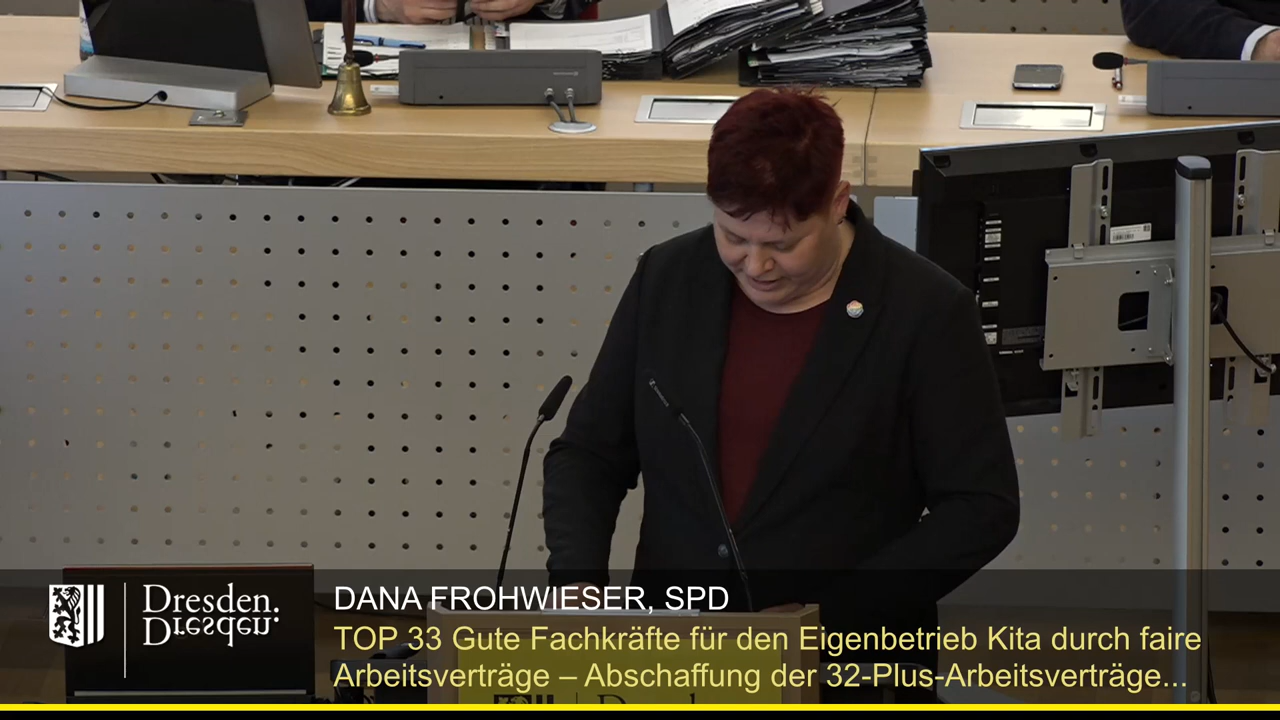 Dresden.
Dresden.
DANA FROHWIESER, SPD
TOP 33 Gute Fachkräfte für den Eigenbetrieb Kita durch faire
Arbeitsverträge – Abschaffung der 32-Plus-Arbeitsverträge...
Dresden